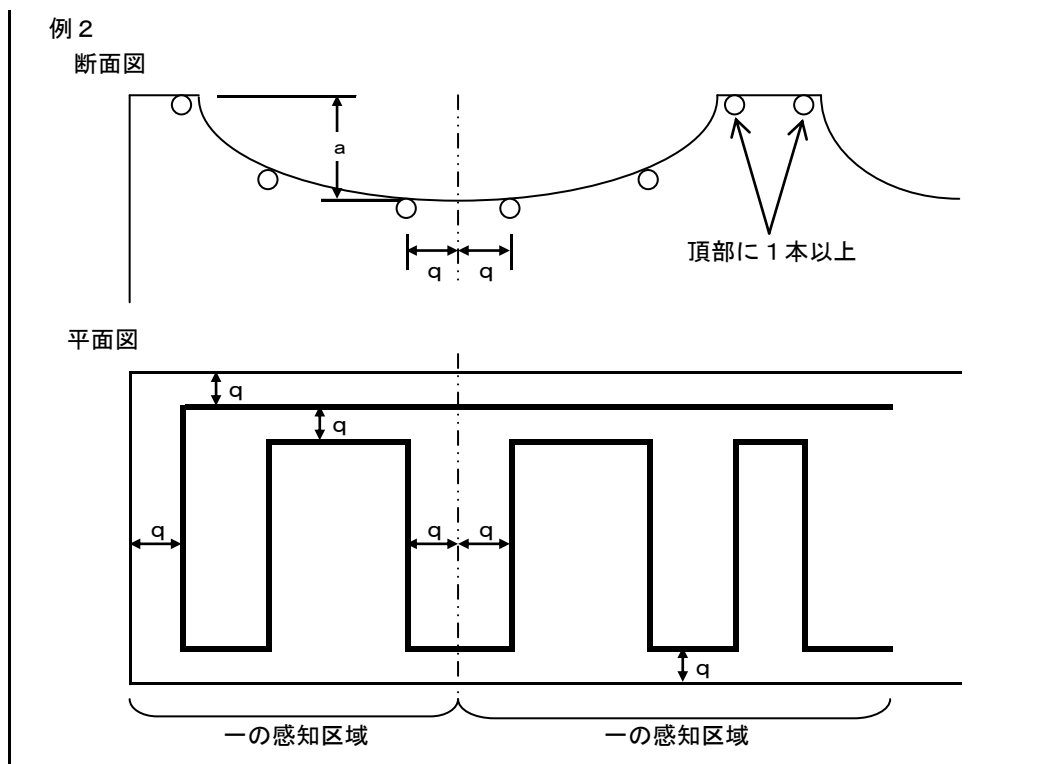 例２
断面図
a
q q
頂部に１本以上
平面図
q
q
q q q
q
一の感知区域 一の感知区域